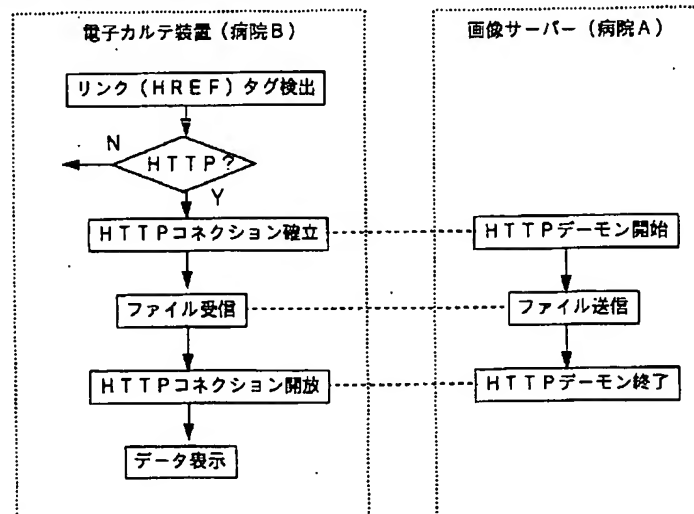 電子カルテ装置（病院B）
画像サーバー（病院A）
リンク（HREF）タグ検出
N
HTTP?
Y
HTTPコネクション確立
HTTPデーモン開始
ファイル受信
ファイル送信
HTTPコネクション開放
HTTPデーモン終了
データ表示